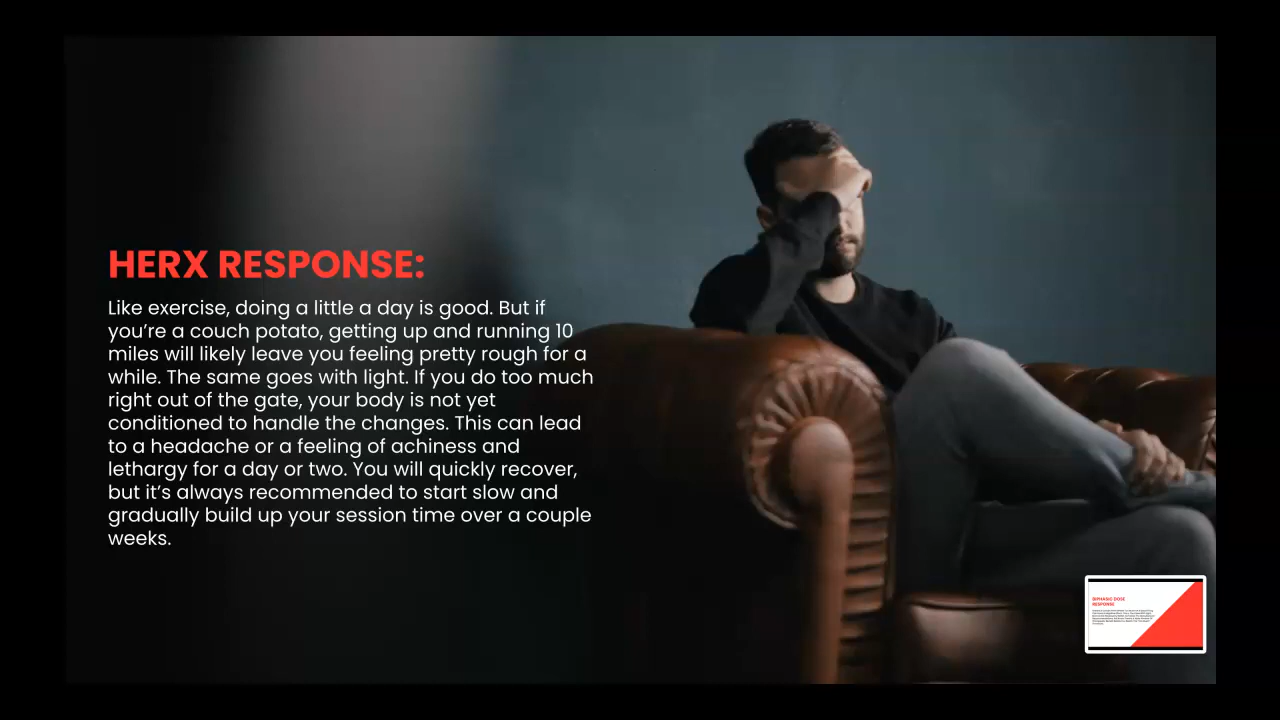 HERX RESPONSE:
Like exercise, doing a little a day is good. But if
you're a couch potato, getting up and running 10
miles will likely leave you feeling pretty rough for a
while. The same goes with light. If you do too much
right out of the gate, your body is not yet
conditioned to handle the changes. This can lead
to a headache or a feeling of achiness and
lethargy for a day or two. You will quickly recover,
but it's always recommended to start slow and
gradually build up your session time over a couple
weeks.
BIPHASIC DOSE
RESPONSE